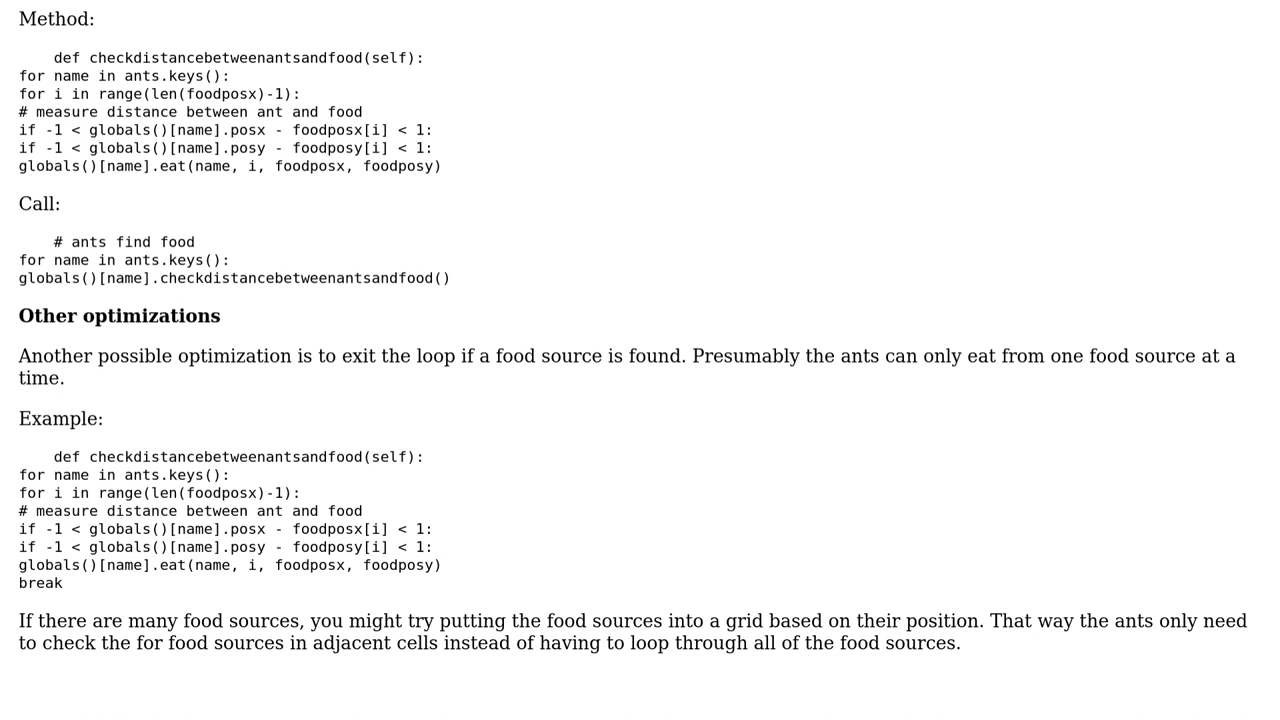 Method:
    def checkdistancebetweenantsandfood(self):
for name in ants.keys():
for i in range(len(foodposx)-1):
# measure distance between ant and food
if -1 < globals()[name].posx - foodposx[i] < 1:
if -1 < globals()[name].posy - foodposy[i] < 1:
globals()[name].eat(name, i, foodposx, foodposy)
Call:
    # ants find food
for name in ants.keys():
globals()[name].checkdistancebetweenantsandfood()
Other optimizations
Another possible optimization is to exit the loop if a food source is found. Presumably the ants can only eat from one food source at a
time.
Example:
    def checkdistancebetweenantsandfood(self):
for name in ants.keys():
for i in range(len(foodposx)-1):
# measure distance between ant and food
if -1 < globals()[name].posx - foodposx[i] < 1:
if -1 < globals()[name].posy - foodposy[i] < 1:
globals()[name].eat(name, i, foodposx, foodposy)
break
If there are many food sources, you might try putting the food sources into a grid based on their position. That way the ants only need
to check the for food sources in adjacent cells instead of having to loop through all of the food sources.